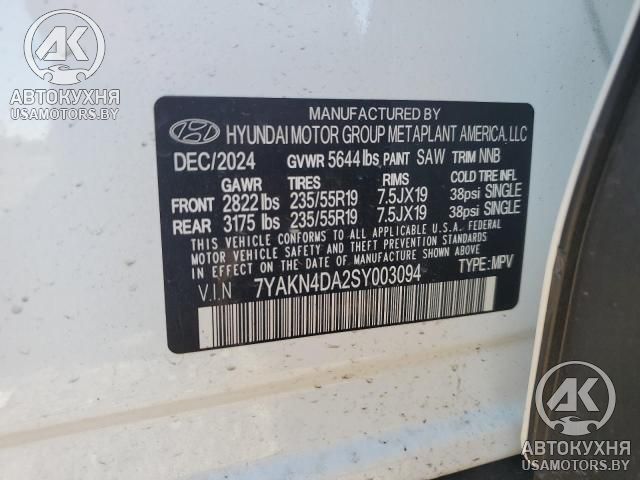 AK
АВТОКУХНЯ
USAMOTORS.BY
MANUFACTURED BY
HYUNDAI MOTOR GROUP METAPLANT AMERICA, LLC
DEC/2024 GVWR 5644 lbs, PAINT SAW TRIM NNB
GAWR TIRES RIMS COLD TIRE INFL
FRONT 2822 lbs 235/55R19 7.5JX19 38psi SINGLE
REAR 3175 lbs 235/55R19 7.5JX19 38psi SINGLE
THIS VEHICLE CONFORMS TO ALL APPLICABLE U.S.A. FEDERAL
MOTOR VEHICLE SAFETY, BUMPER, AND THEFT PREVENTION
STANDARDS IN EFFECT ON THE DATE OF MANUFACTURE SHOWN ABOVE.
V.I.N 7YAKN4DA2SY003094 TYPE: MPV
AK
АВТОКУХНЯ
USAMOTORS.BY